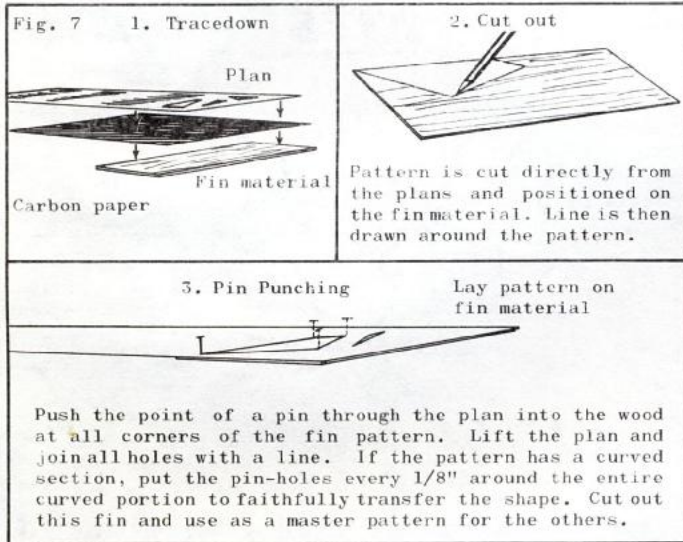 Fig. 7 1. Tracedown
Plan
Fin material
Carbon paper
2. Cut out
Pattern is cut directly from
the plans and positioned on
the fin material. Line is then
drawn around the pattern.
3. Pin Punching
Lay pattern on
fin material
Push the point of a pin through the plan into the wood
at all corners of the fin pattern. Lift the plan and
join all holes with a line. If the pattern has a curved
section, put the pin-holes every 1/8" around the entire
curved portion to faithfully transfer the shape. Cut out
this fin and use as a master pattern for the others.